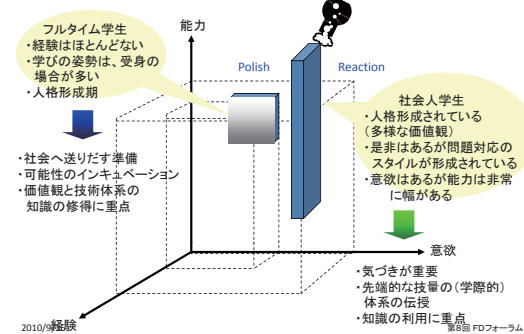 能力
フルタイム学生
・経験はほとんどない
・学びの姿勢は、受身の
場合が多い
・人格形成期
Polish
Reaction
社会人学生
・人格形成されている
(多様な価値観)
・是非はあるが問題対応の
スタイルが形成されている
・意欲はあるが能力は非常
に幅がある
・社会へ送りだす準備
・可能性のインキュベーション
・価値観と技術体系の
知識の修得に重点
意欲
・気づきが重要
・先端的な技量の(学際的)
体系の伝授
・知識の利用に重点
経験
2010/9/
第8回 FDフォーラム